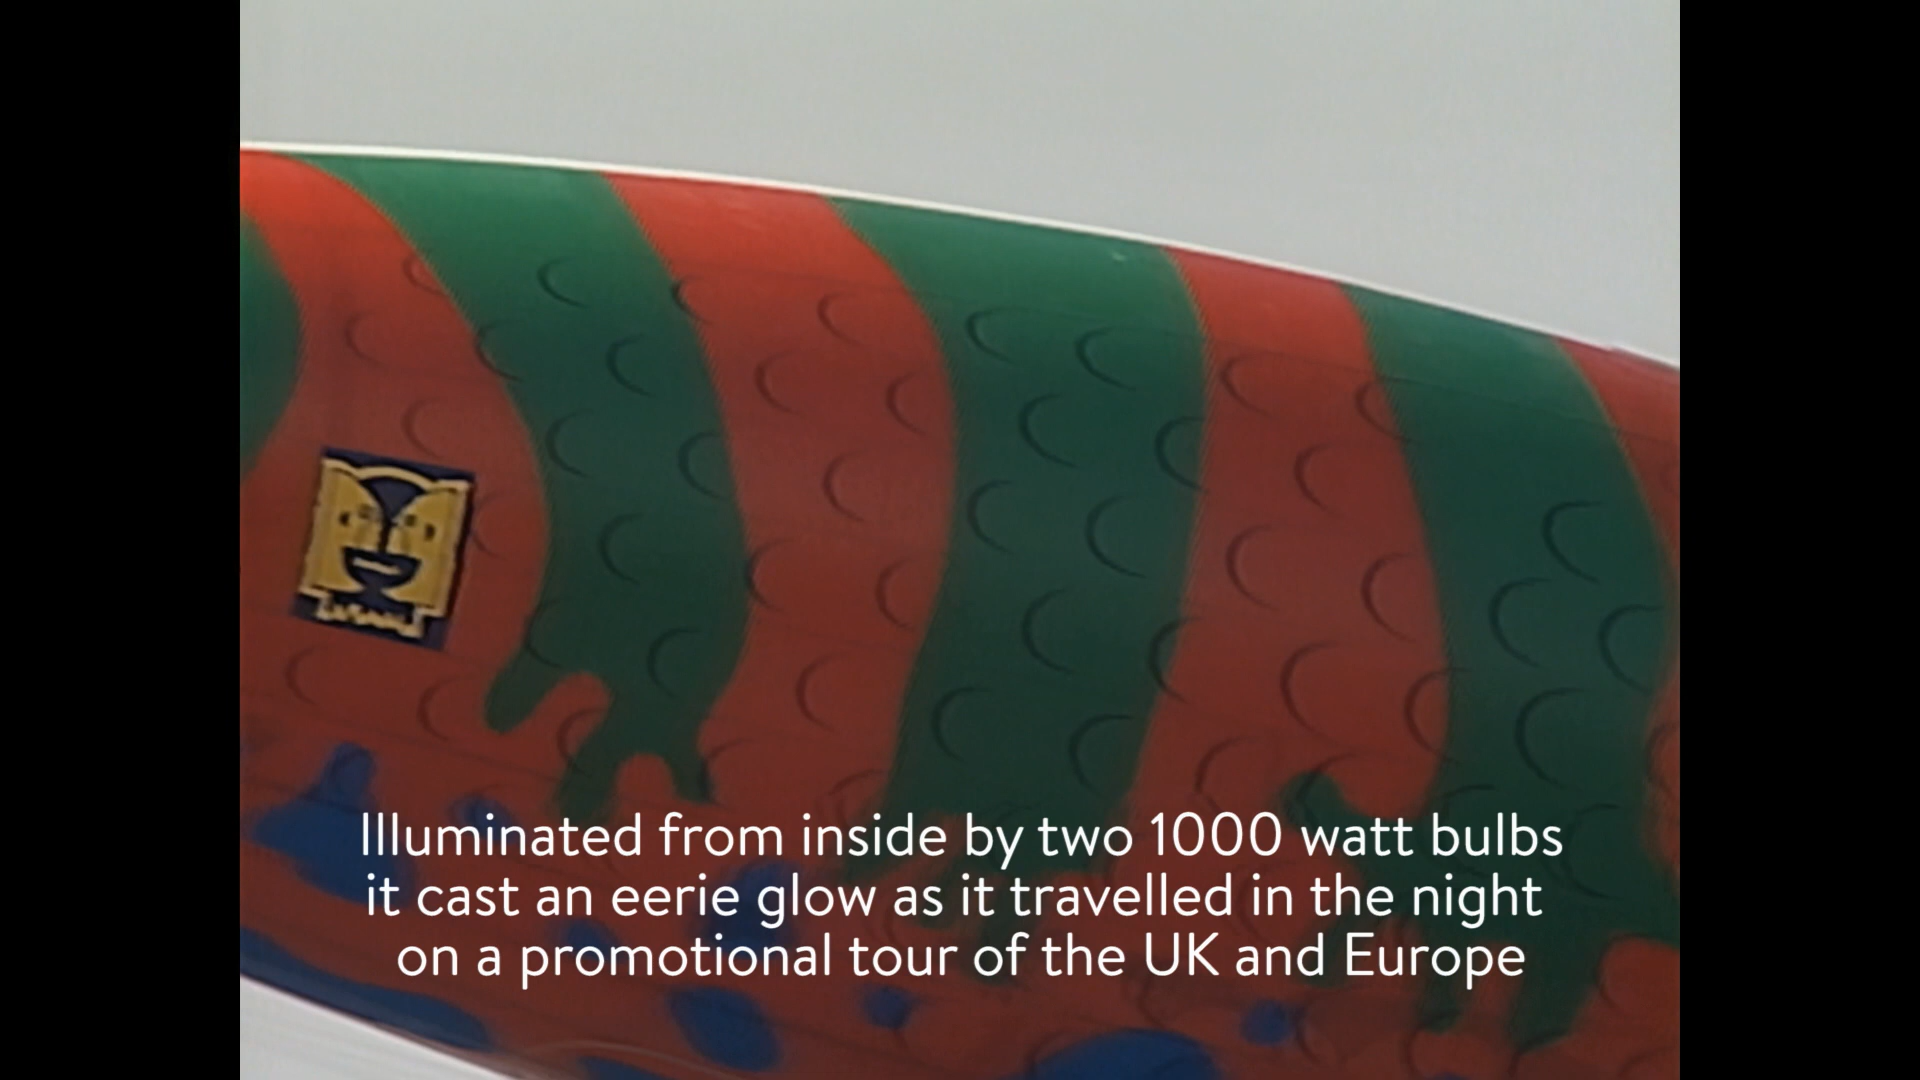 Illuminated from inside by two 1000 watt bulbs
it cast an eerie glow as it travelled in the night
on a promotional tour of the UK and Europe